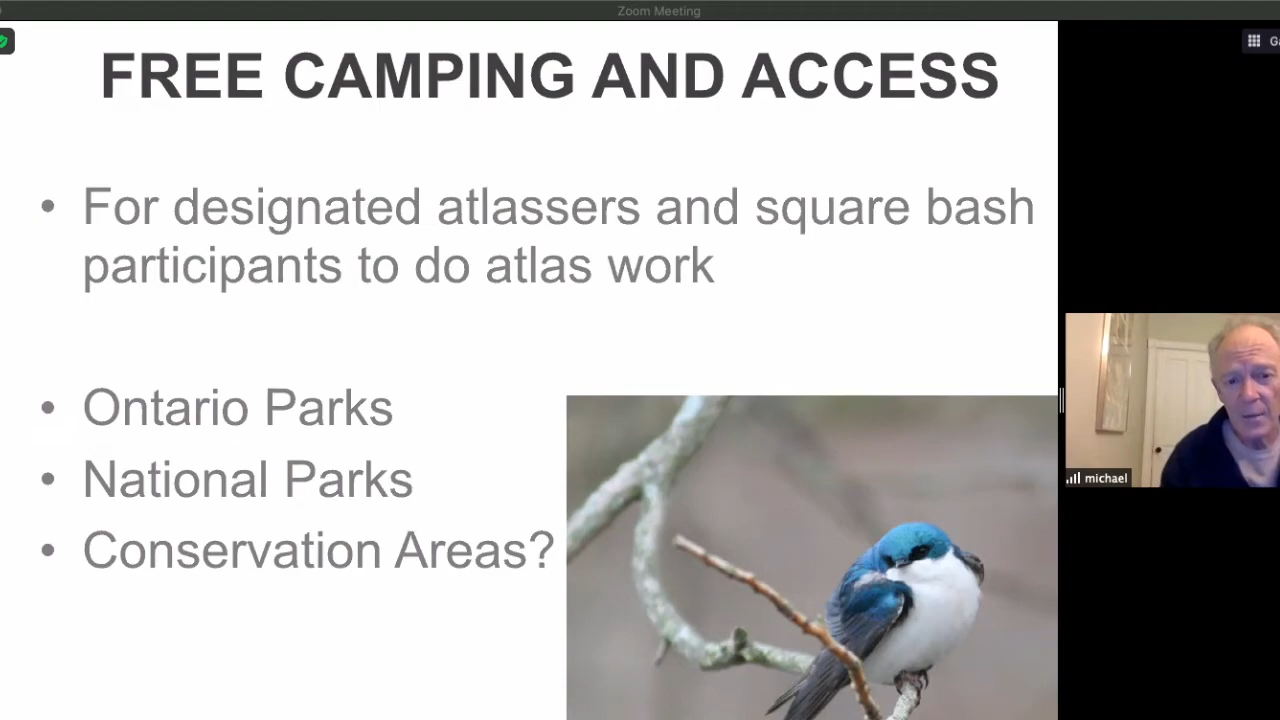 Zoom Meeting
FREE CAMPING AND ACCESS
• For designated atlassers and square bash
participants to do atlas work
• Ontario Parks
• National Parks
• Conservation Areas?
michael